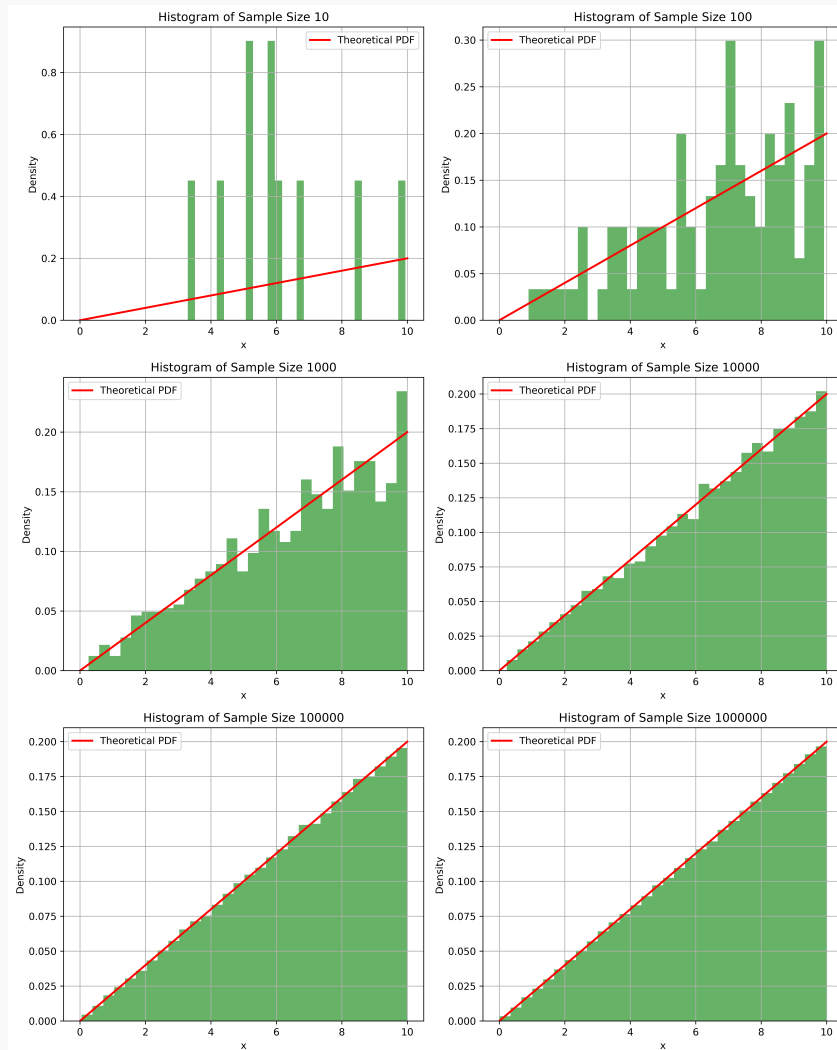 Histogram of Sample Size 10
Theoretical PDF
Density
0.8
0.6
0.4
0.2
0.0
0 2 4 6 8 10
x
Histogram of Sample Size 100
Theoretical PDF
Density
0.30
0.25
0.20
0.15
0.10
0.05
0.00
0 2 4 6 8 10
x
Histogram of Sample Size 1000
Theoretical PDF
Density
0.20
0.15
0.10
0.05
0.00
0 2 4 6 8 10
x
Histogram of Sample Size 10000
Theoretical PDF
Density
0.200
0.175
0.150
0.125
0.100
0.075
0.050
0.025
0.000
0 2 4 6 8 10
x
Histogram of Sample Size 100000
Theoretical PDF
Density
0.200
0.175
0.150
0.125
0.100
0.075
0.050
0.025
0.000
0 2 4 6 8 10
x
Histogram of Sample Size 1000000
Theoretical PDF
Density
0.200
0.175
0.150
0.125
0.100
0.075
0.050
0.025
0.000
0 2 4 6 8 10
x